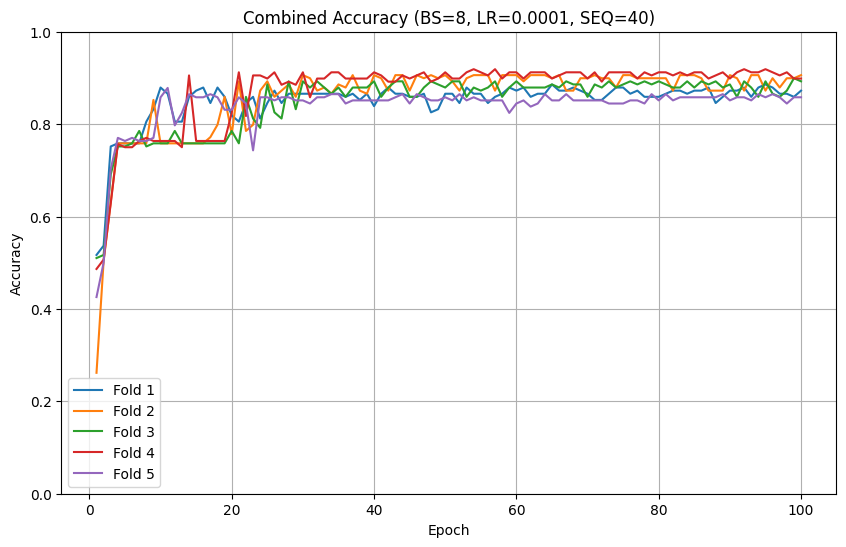 Combined Accuracy (BS=8, LR=0.0001, SEQ=40)
1.0
0.8
0.6
0.4
0.2
0.0
Accuracy
Fold 1
Fold 2
Fold 3
Fold 4
Fold 5
0 20 40 60 80 100
Epoch